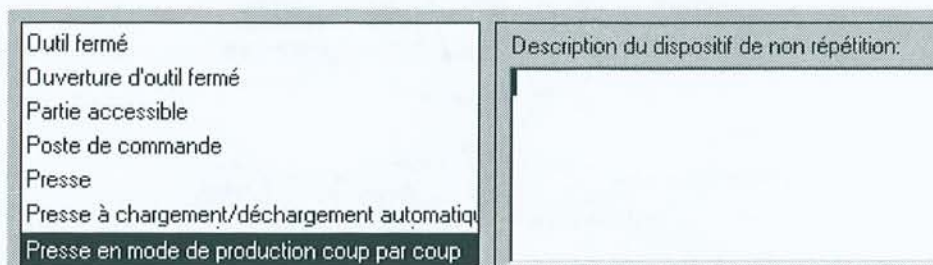 Outil fermé
Ouverture d'outil fermé
Partie accessible
Poste de commande
Presse
Presse à chargement/déchargement automatiqu
Presse en mode de production coup par coup
Description du dispositif de non répétition: